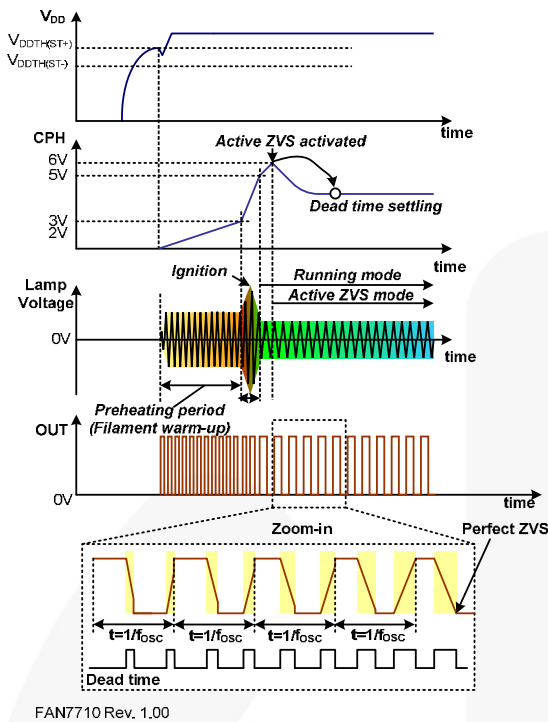 VDD
VDDTH(ST+)
VDDTH(ST-)
time
CPH
Active ZVS activated
6V
5V
Dead time settling
3V
2V
time
Ignition
Running mode
Lamp
Voltage
Active ZVS mode
0V
time
Preheating period
(Filament warm-up)
OUT
0V
time
Zoom-in
Perfect ZVS
t=1/fOSC
t=1/fOSC
t=1/fOSC
t=1/fOSC
Dead time
FAN7710 Rev. 1.00